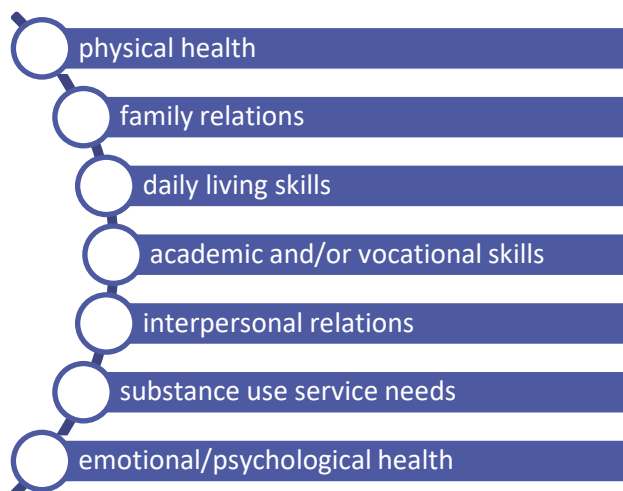 physical health
family relations
daily living skills
academic and/or vocational skills
interpersonal relations
substance use service needs
emotional/psychological health